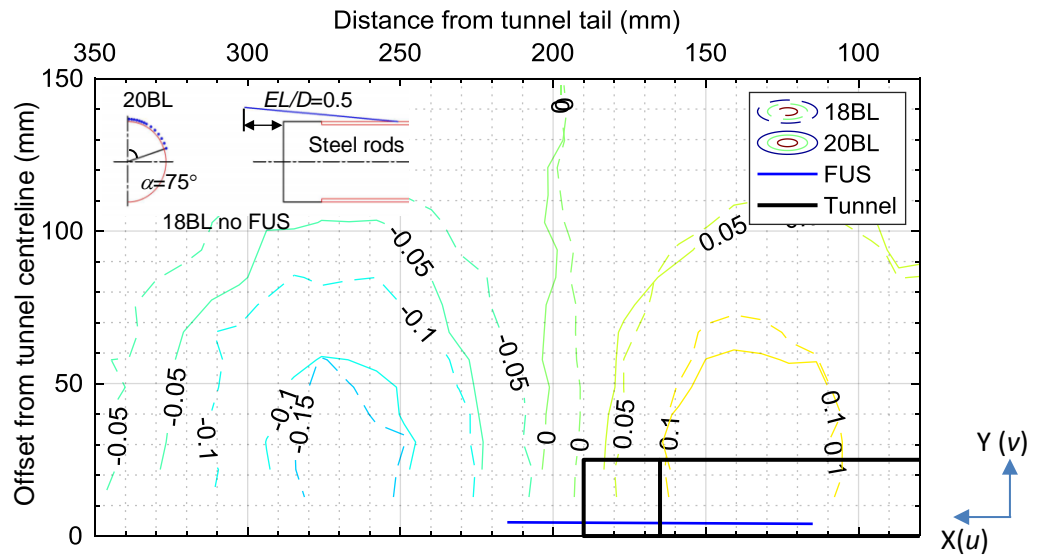 Distance from tunnel tail (mm)
350 300 250 200 150 100
Offset from tunnel centreline (mm)
150
100
50
0
20BL
EL/D=0.5
Steel rods
α=75°
18BL no FUS
18BL
20BL
FUS
Tunnel
0
0
0.05
-0.05
-0.1
-0.05
-0.05
-0.05
-0.1
-0.1
-0.15
0
0
0.05
0.1
0.1
0.1
Y (v)
X(u)